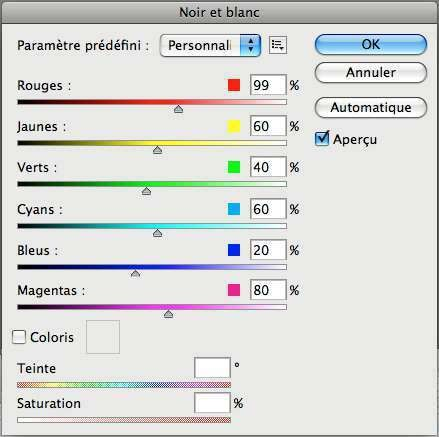 Noir et blanc
Paramètre prédéfini : Personnali
OK
Annuler
Automatique
Aperçu
Rouges : 99 %
Jaunes : 60 %
Verts : 40 %
Cyans : 60 %
Bleus : 20 %
Magentas : 80 %
Coloris
Teinte °
Saturation %